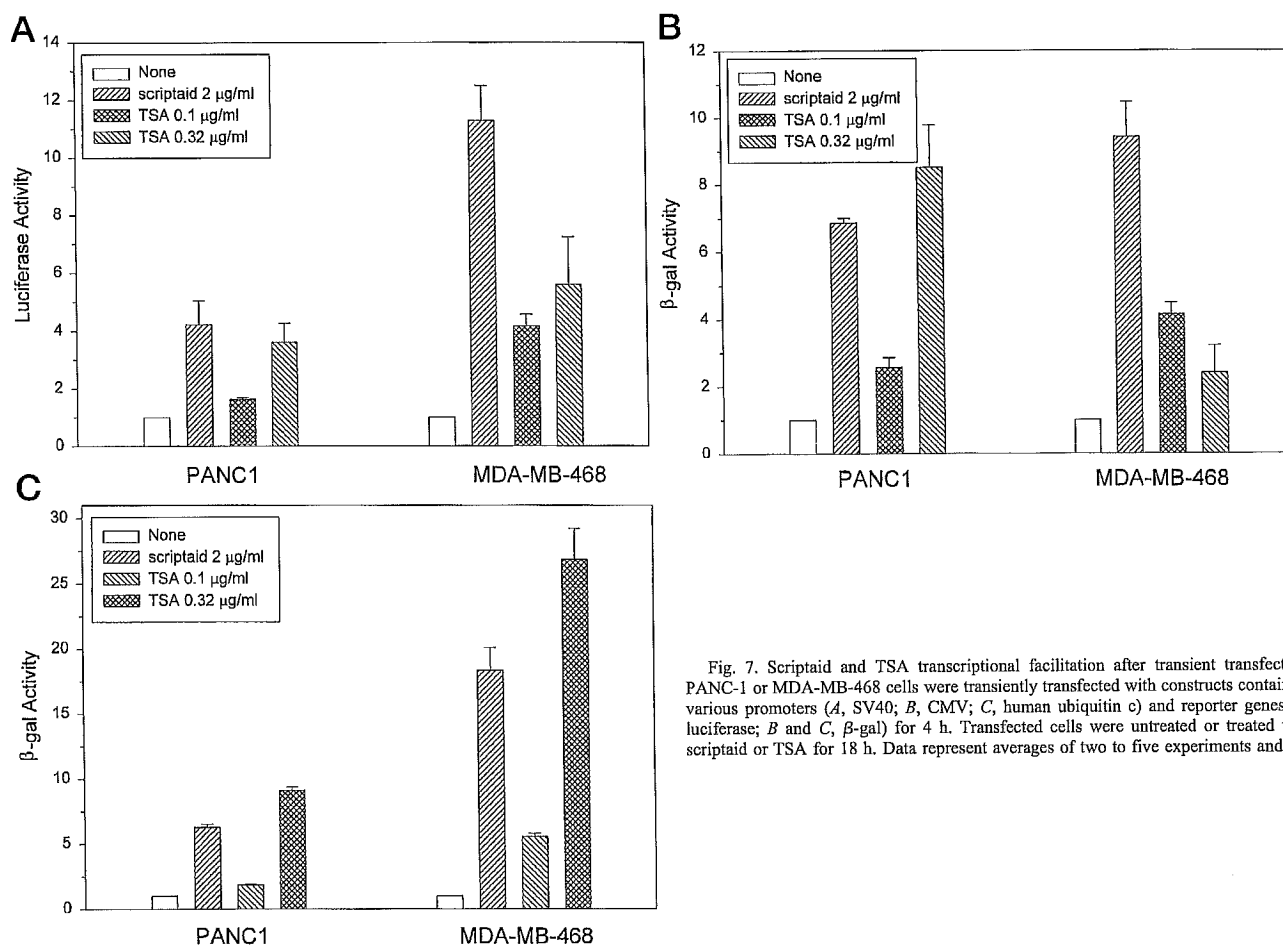 A
Luciferase Activity
14
12
10
8
6
4
2
0
None
scriptaid 2 μg/ml
TSA 0.1 μg/ml
TSA 0.32 μg/ml
PANC1 MDA-MB-468
B
β-gal Activity
12
10
8
6
4
2
0
None
scriptaid 2 μg/ml
TSA 0.1 μg/ml
TSA 0.32 μg/ml
PANC1 MDA-MB-468
C
β-gal Activity
30
25
20
15
10
5
0
None
scriptaid 2 μg/ml
TSA 0.1 μg/ml
TSA 0.32 μg/ml
PANC1 MDA-MB-468
Fig. 7. Scriptaid and TSA transcriptional facilitation after transient transfect
PANC-1 or MDA-MB-468 cells were transiently transfected with constructs contain
various promoters (A, SV40; B, CMV; C, human ubiquitin c) and reporter genes
luciferase; B and C, β-gal) for 4 h. Transfected cells were untreated or treated
scriptaid or TSA for 18 h. Data represent averages of two to five experiments and